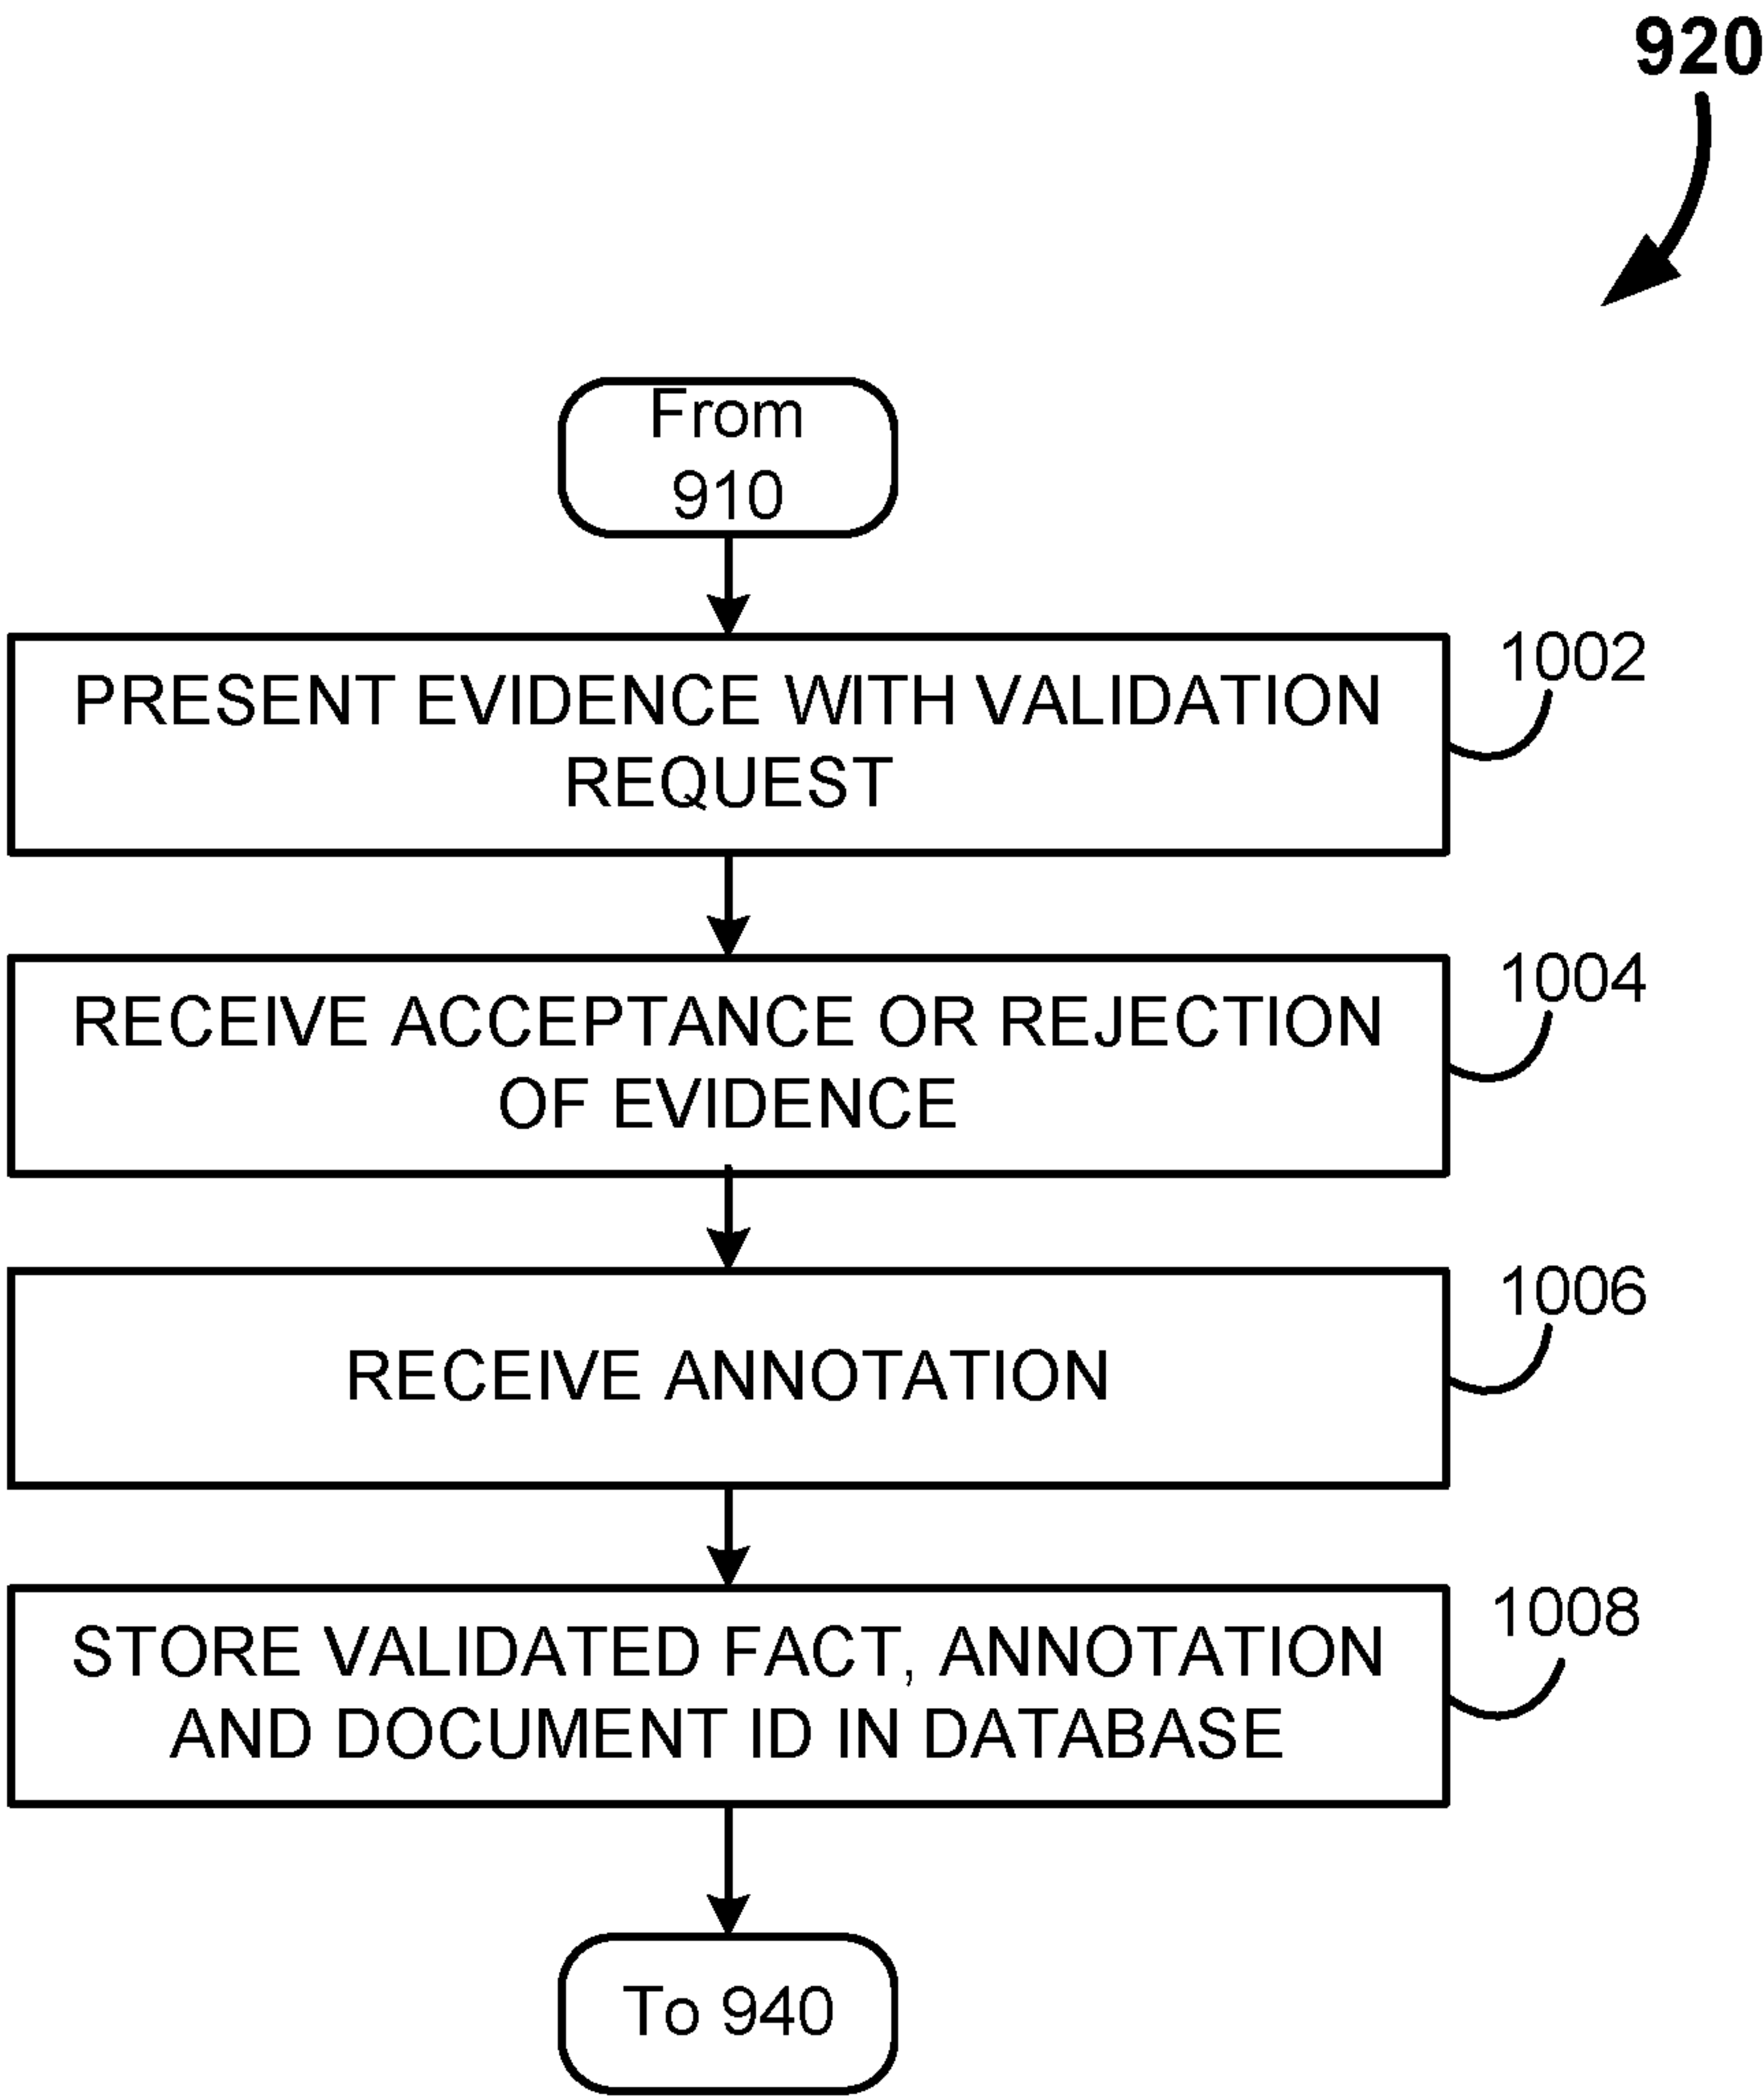 920
From
910
PRESENT EVIDENCE WITH VALIDATION
REQUEST
1002
RECEIVE ACCEPTANCE OR REJECTION
OF EVIDENCE
1004
RECEIVE ANNOTATION
1006
STORE VALIDATED FACT, ANNOTATION
AND DOCUMENT ID IN DATABASE
1008
To 940